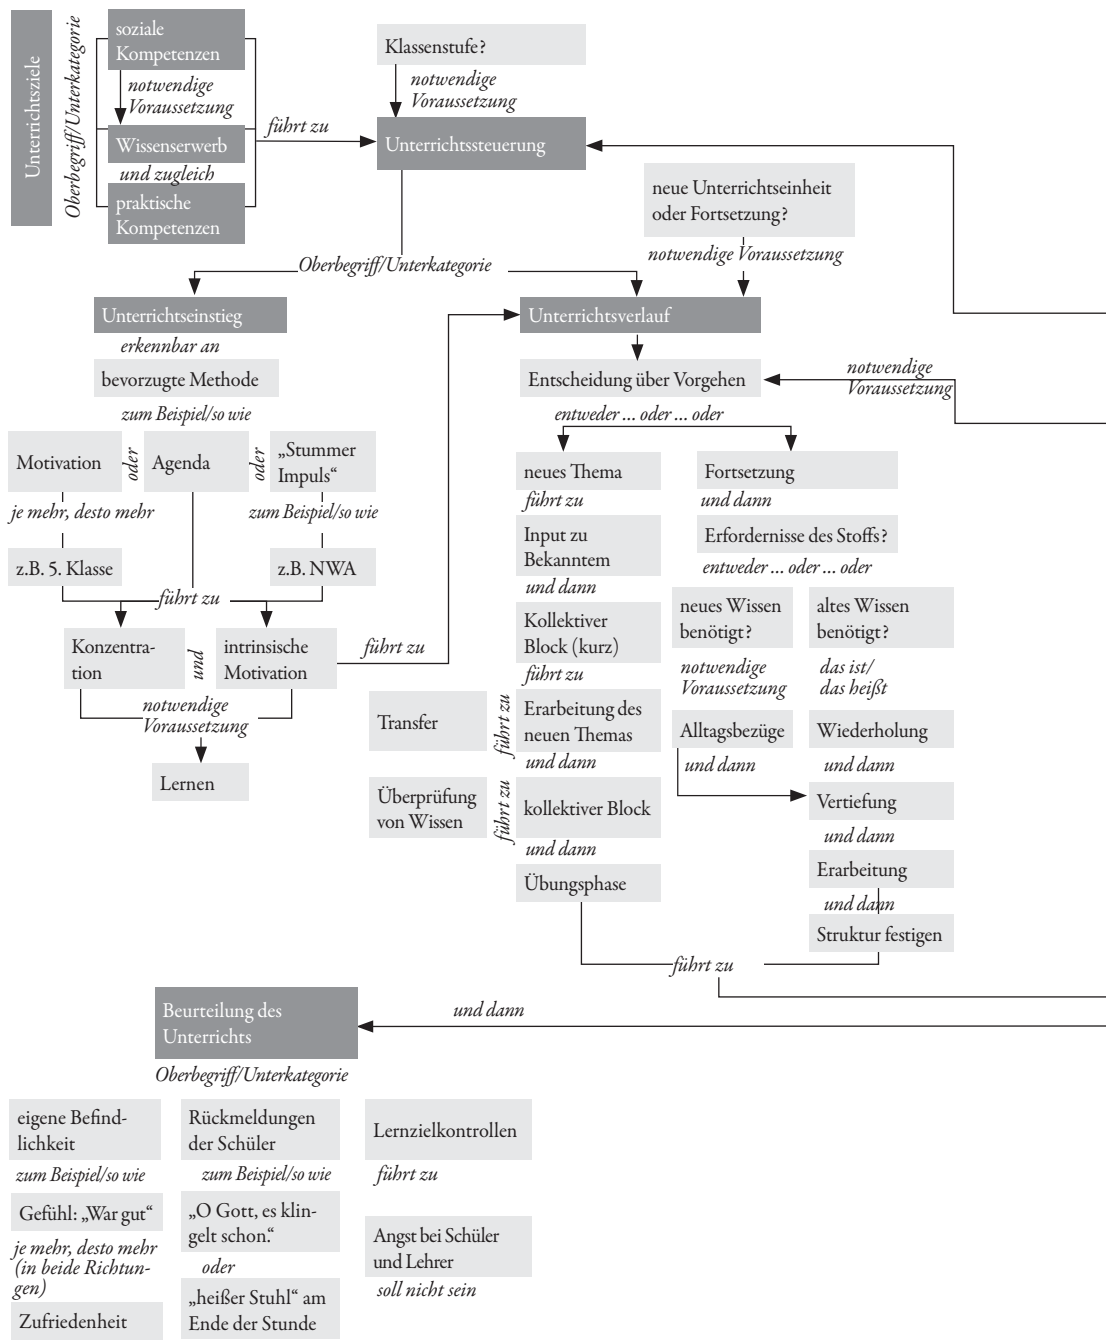 Unterrichtsziele
Oberbegriff/Unterkategorie
soziale
Kompetenzen
notwendige
Voraussetzung
Wissenserwerb
und zugleich
praktische
Kompetenzen
führt zu
Klassenstufe?
notwendige
Voraussetzung
Unterrichtssteuerung
neue Unterrichtseinheit
oder Fortsetzung?
notwendige Voraussetzung
Oberbegriff/Unterkategorie
Unterrichtseinstieg
erkennbar an
bevorzugte Methode
zum Beispiel/so wie
Motivation
oder
Agenda
oder
„Stummer
Impuls“
je mehr, desto mehr
zum Beispiel/so wie
z.B. 5. Klasse
z.B. NWA
führt zu
Konzentra-
tion
und
intrinsische
Motivation
führt zu
notwendige
Voraussetzung
Lernen
Unterrichtsverlauf
Entscheidung über Vorgehen
notwendige
Voraussetzung
entweder ... oder ... oder
neues Thema
führt zu
Input zu
Bekanntem
und dann
Kollektiver
Block (kurz)
führt zu
Transfer
führt zu
Erarbeitung des
neuen Themas
und dann
Überprüfung
von Wissen
führt zu
kollektiver Block
und dann
Übungsphase
Fortsetzung
und dann
Erfordernisse des Stoffs?
entweder ... oder ... oder
neues Wissen
benötigt?
notwendige
Voraussetzung
Alltagsbezüge
und dann
altes Wissen
benötigt?
das ist/
das heißt
Wiederholung
und dann
Vertiefung
und dann
Erarbeitung
und dann
Struktur festigen
führt zu
und dann
Beurteilung des
Unterrichts
Oberbegriff/Unterkategorie
eigene Befind-
lichkeit
zum Beispiel/so wie
Gefühl: „War gut“
je mehr, desto mehr
(in beide Richtun-
gen)
Zufriedenheit
Rückmeldungen
der Schüler
zum Beispiel/so wie
„O Gott, es klin-
gelt schon.“
oder
„heißer Stuhl“ am
Ende der Stunde
Lernzielkontrollen
führt zu
Angst bei Schüler
und Lehrer
soll nicht sein